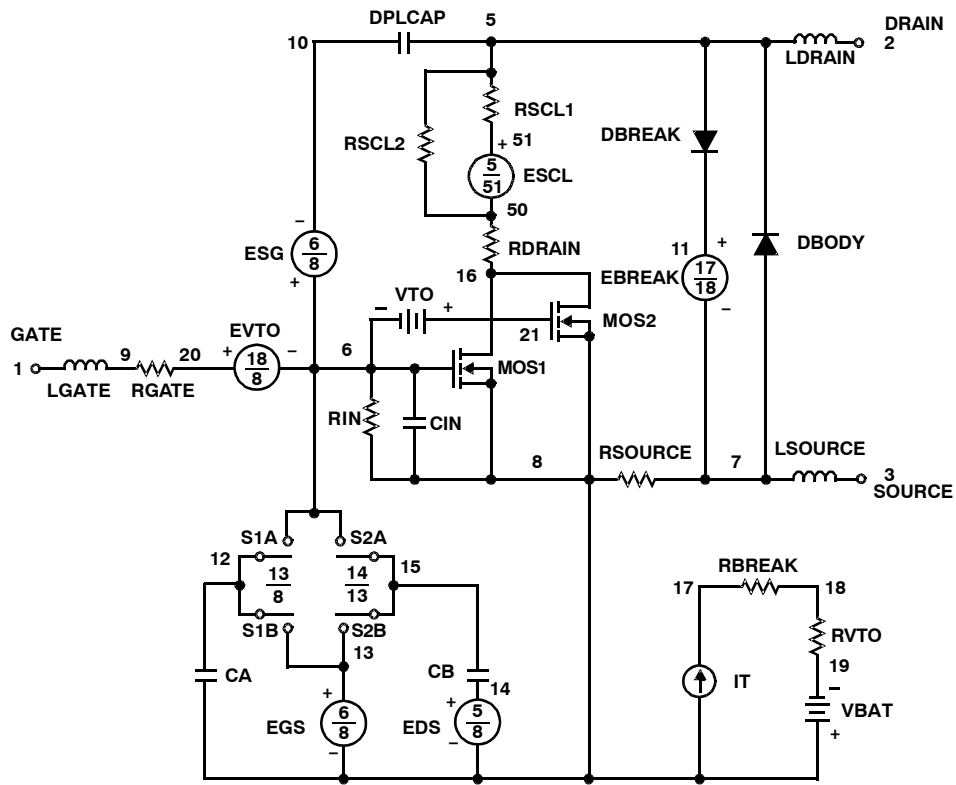 DPLCAP
5
DRAIN
10
2
LDRAIN
RSCL1
RSCL2
+ 51
DBREAK
5
51
ESCL
50
−
RDRAIN
DBODY
ESG
6
8
+
16
11
+
EBREAK
17
18
−
VTO
−
+
21
MOS2
GATE
EVTO
1
9
20
+
18
8
−
6
MOS1
LGATE
RGATE
RIN
CIN
8
RSOURCE
7
LSOURCE
3
SOURCE
S1A
S2A
12
13
8
14
13
15
S1B
S2B
13
RBREAK
17
18
RVTO
19
CA
CB
14
+
EGS
6
8
−
+
EDS
5
8
−
IT
−
VBAT
+